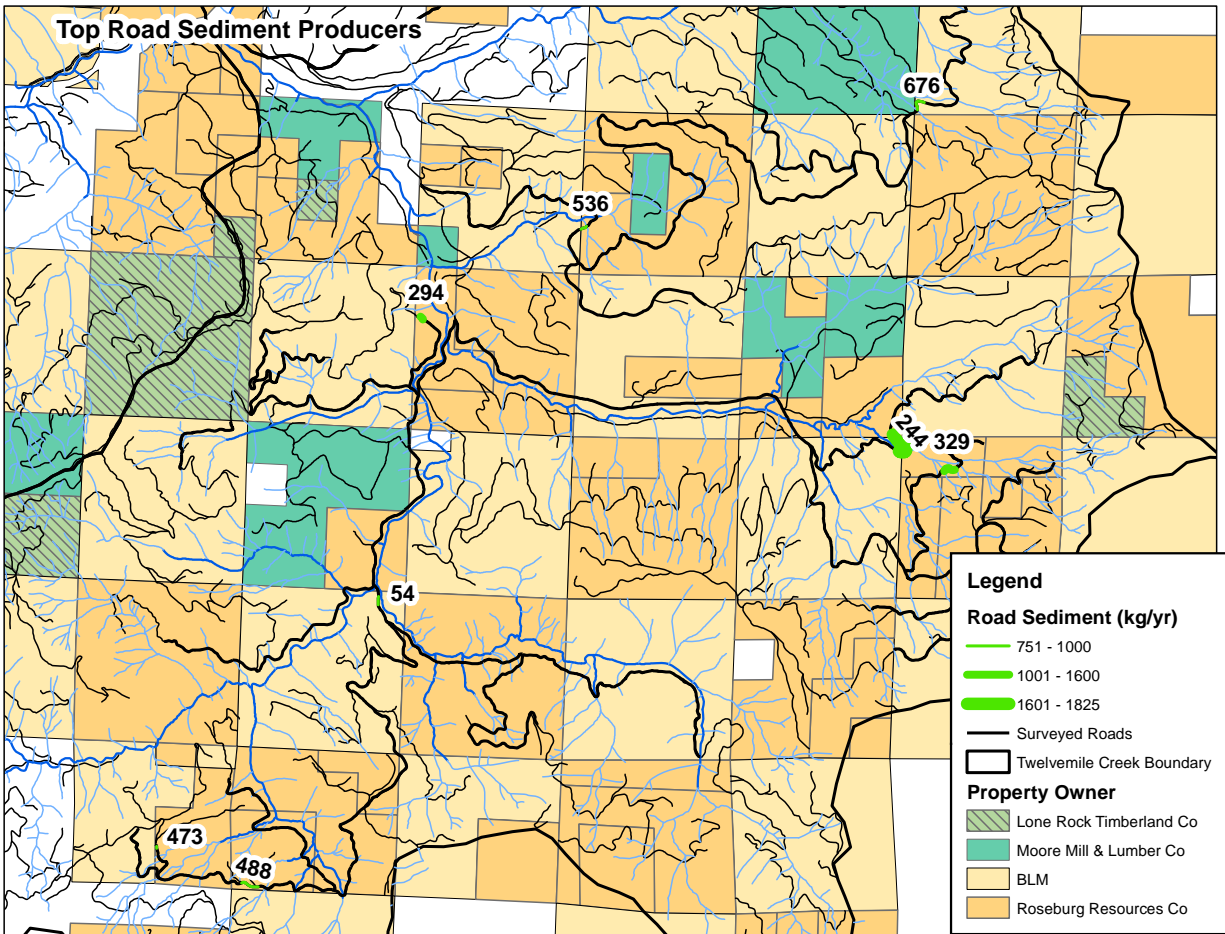 Top Road Sediment Producers
676
536
294
244
329
54
473
488
Legend
Road Sediment (kg/yr)
751 - 1000
1001 - 1600
1601 - 1825
Surveyed Roads
Twelvemile Creek Boundary
Property Owner
Lone Rock Timberland Co
Moore Mill & Lumber Co
BLM
Roseburg Resources Co